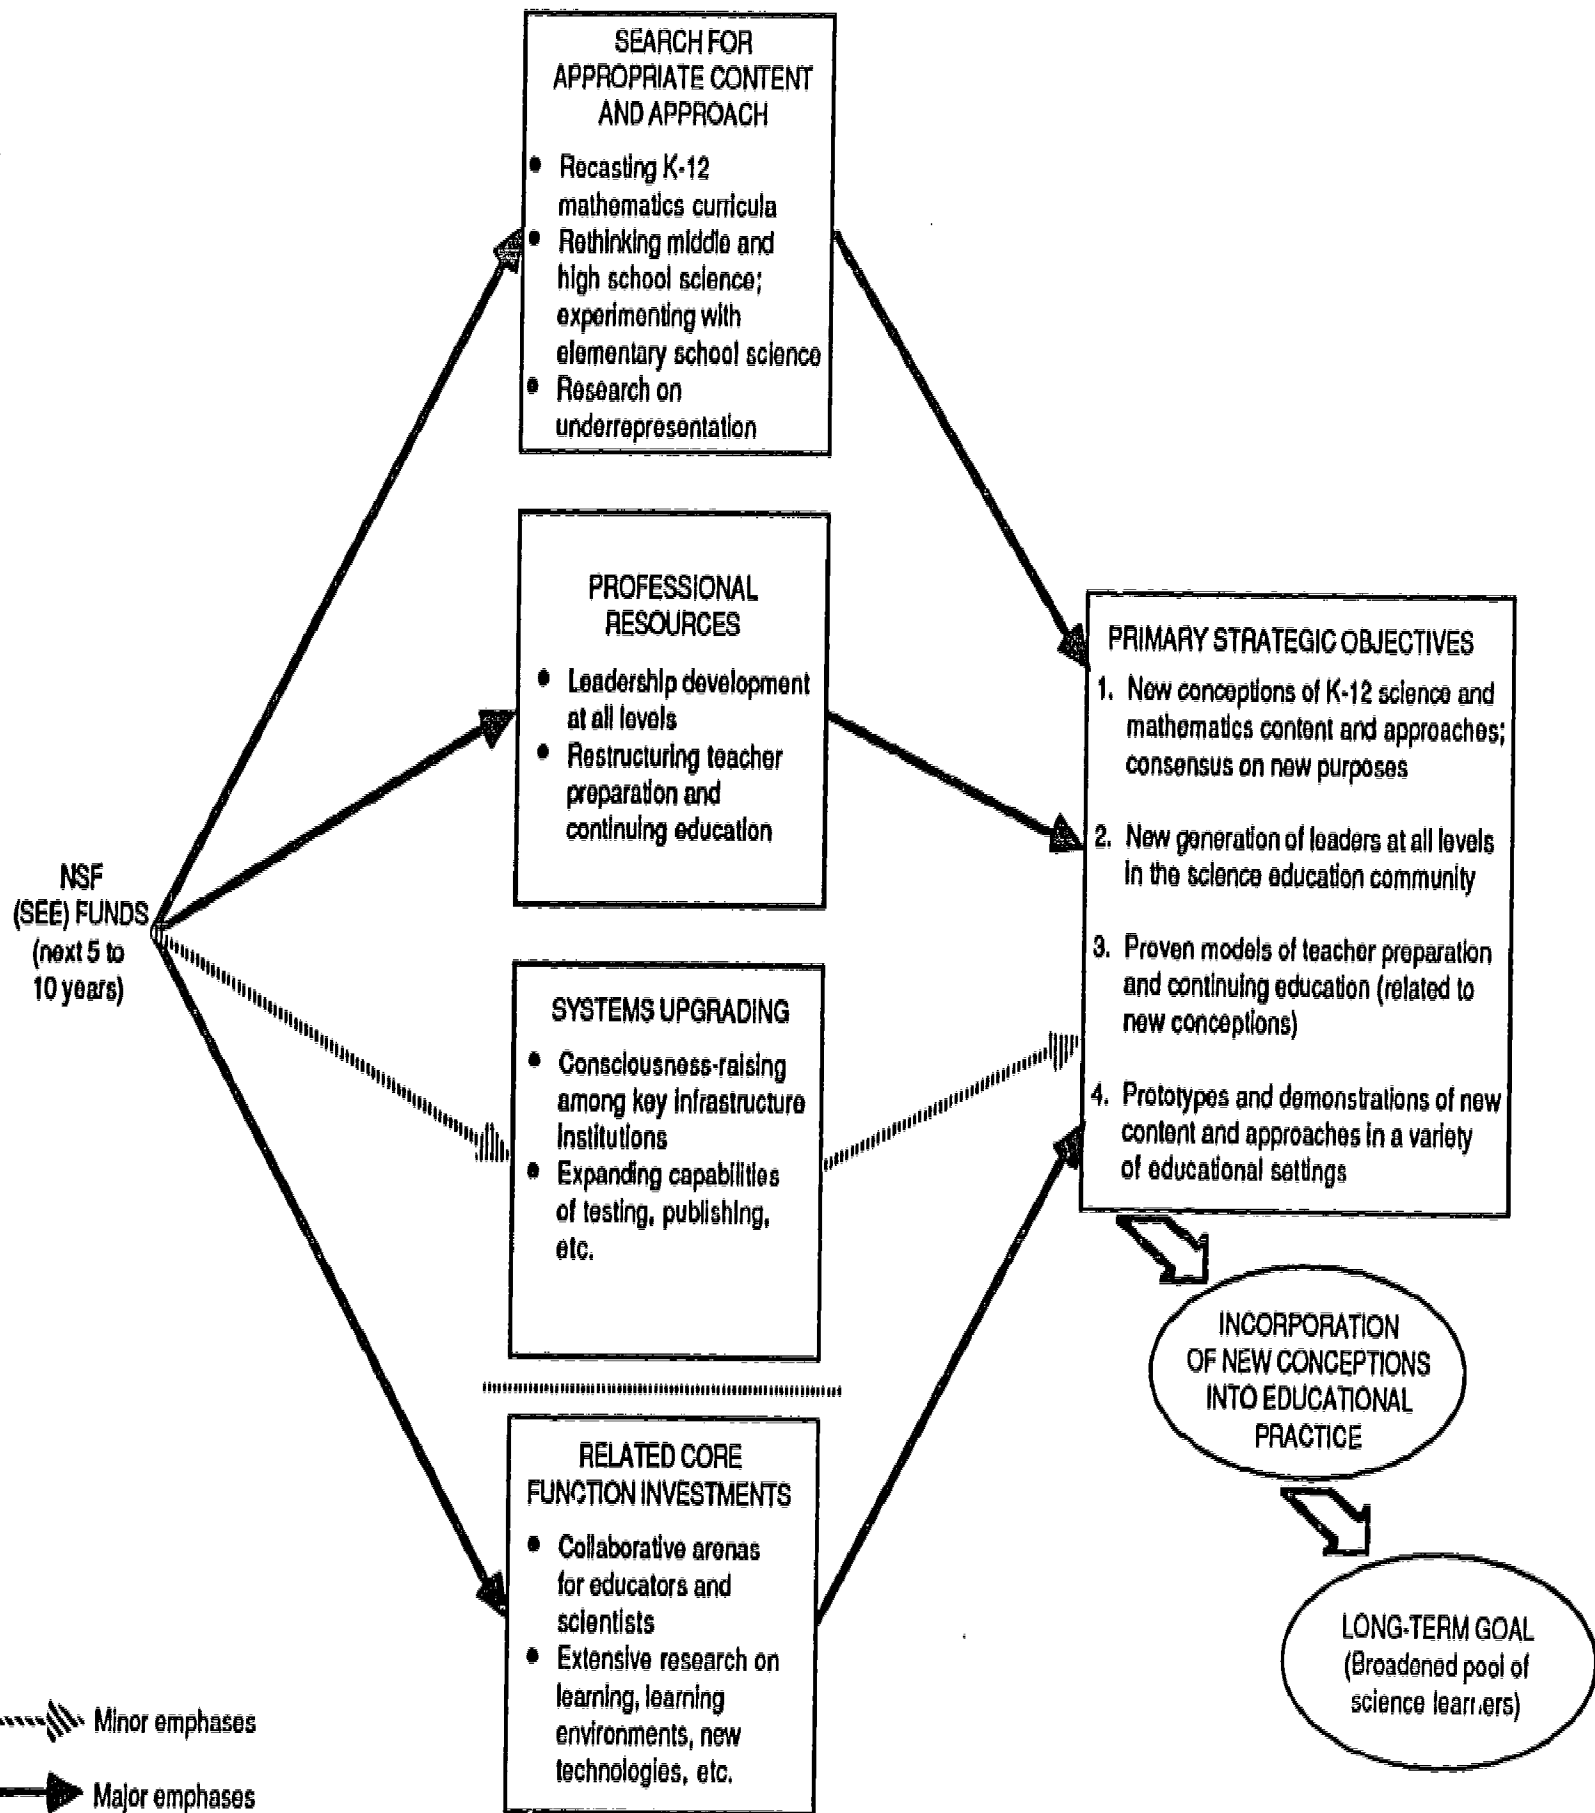 SEARCH FOR
APPROPRIATE CONTENT
AND APPROACH
● Recasting K-12
mathematics curricula
● Rethinking middle and
high school science;
experimenting with
elementary school science
● Research on
underrepresentation
PROFESSIONAL
RESOURCES
● Leadership development
at all levels
● Restructuring teacher
preparation and
continuing education
NSF
(SEE) FUNDS
(next 5 to
10 years)
SYSTEMS UPGRADING
● Consciousness-raising
among key infrastructure
institutions
● Expanding capabilities
of testing, publishing,
etc.
RELATED CORE
FUNCTION INVESTMENTS
● Collaborative arenas
for educators and
scientists
● Extensive research on
learning, learning
environments, new
technologies, etc.
PRIMARY STRATEGIC OBJECTIVES
1. New conceptions of K-12 science and
mathematics content and approaches;
consensus on new purposes
2. New generation of leaders at all levels
in the science education community
3. Proven models of teacher preparation
and continuing education (related to
new conceptions)
4. Prototypes and demonstrations of new
content and approaches in a variety
of educational settings
INCORPORATION
OF NEW CONCEPTIONS
INTO EDUCATIONAL
PRACTICE
LONG-TERM GOAL
(Broadened pool of
science learners)
Minor emphases
Major emphases